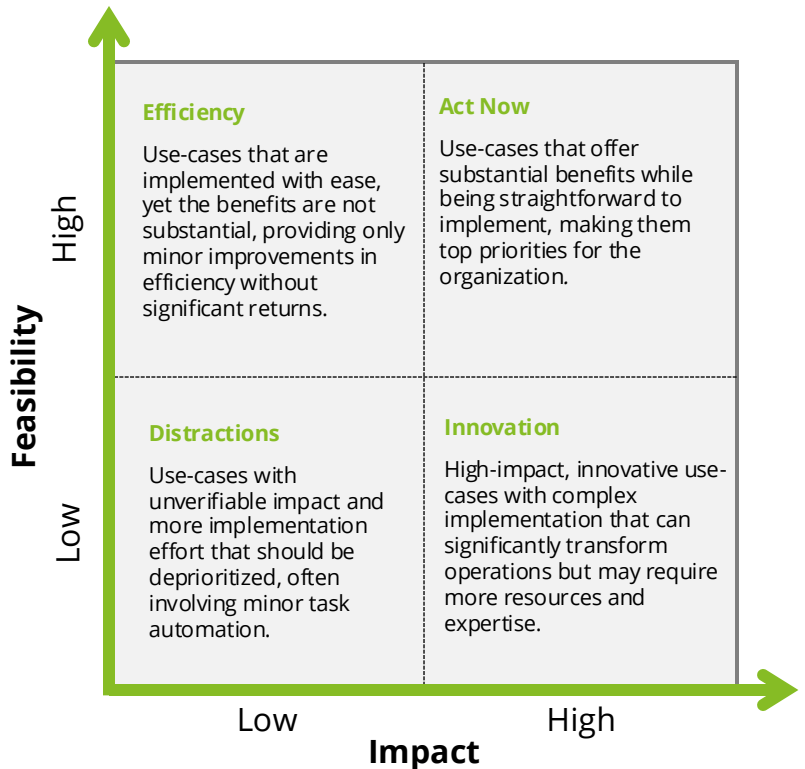 Efficiency
Use-cases that are
implemented with ease,
yet the benefits are not
substantial, providing only
minor improvements in
efficiency without
significant returns.
Act Now
Use-cases that offer
substantial benefits while
being straightforward to
implement, making them
top priorities for the
organization.
Distractions
Use-cases with
unverifiable impact and
more implementation
effort that should be
deprioritized, often
involving minor task
automation.
Innovation
High-impact, innovative use-
cases with complex
implementation that can
significantly transform
operations but may require
more resources and
expertise.
High
Feasibility
Low
Low
High
Impact